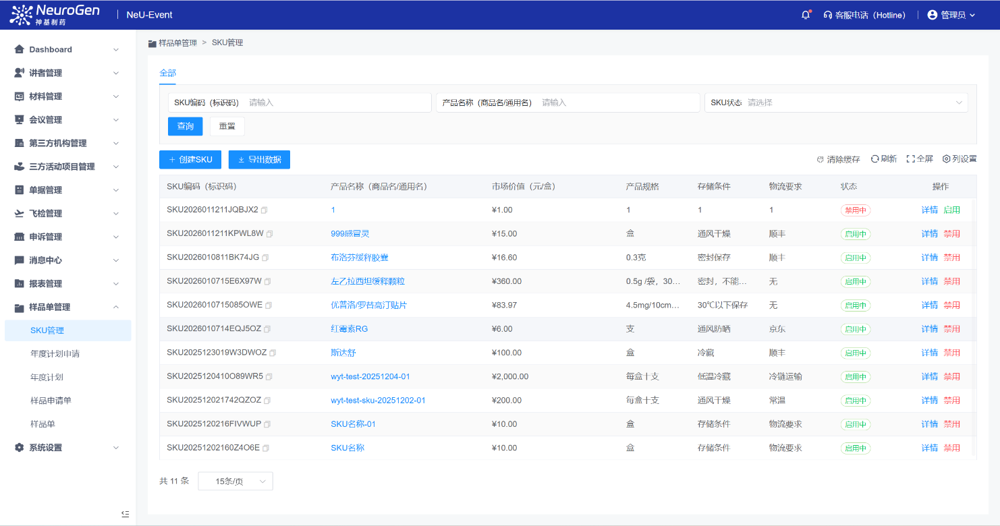 NeuroGen
神基制药
NeU-Event
客服电话（Hotline）
管理员
Dashboard
讲者管理
材料管理
会议管理
第三方机构管理
三方活动项目管理
单据管理
飞检管理
申诉管理
消息中心
报表管理
样品单管理
SKU管理
年度计划申请
年度计划
样品申请单
样品单
系统设置
样品单管理 > SKU管理
全部
SKU编码（标识码） 请输入 产品名称（商品名/通用名） 请输入 SKU状态 请选择
查询 重置
+ 创建SKU 导出数据 清除缓存 刷新 全屏 列设置
SKU编码（标识码） 产品名称（商品名/通用名） 市场价值（元/盒） 产品规格 存储条件 物流要求 状态 操作
SKU2026011211JQBJX2 1 ¥1.00 1 1 1 禁用中 详情 启用
SKU2026011211KPWL8W 999感冒灵 ¥15.00 盒 通风干燥 顺丰 启用中 详情 禁用
SKU2026010811BK74JG 布洛芬缓释胶囊 ¥16.60 0.3克 密封保存 顺丰 启用中 详情 禁用
SKU2026010715E6X97W 左乙拉西坦缓释颗粒 ¥360.00 0.5g /袋，30... 密封，不能... 无 启用中 详情 禁用
SKU2026010715085OWE 优普洛/罗替高汀贴片 ¥83.97 4.5mg/10cm... 30℃以下保存 无 启用中 详情 禁用
SKU2026010714EQJ5OZ 红霉素RG ¥6.00 支 通风防晒 京东 启用中 详情 禁用
SKU2025123019W3DWOZ 斯达舒 ¥100.00 盒 冷藏 顺丰 启用中 详情 禁用
SKU2025120410O89WR5 wyt-test-20251204-01 ¥2,000.00 每盒十支 低温冷藏 冷链运输 启用中 详情 禁用
SKU202512021742QZOZ wyt-test-sku-20251202-01 ¥200.00 每盒十支 通风干燥 常温 启用中 详情 禁用
SKU2025120216FIVWUP SKU名称-01 ¥10.00 盒 存储条件 物流要求 启用中 详情 禁用
SKU20251202160Z4O6E SKU名称 ¥10.00 盒 存储条件 物流要求 启用中 详情 禁用
共 11 条 15条/页